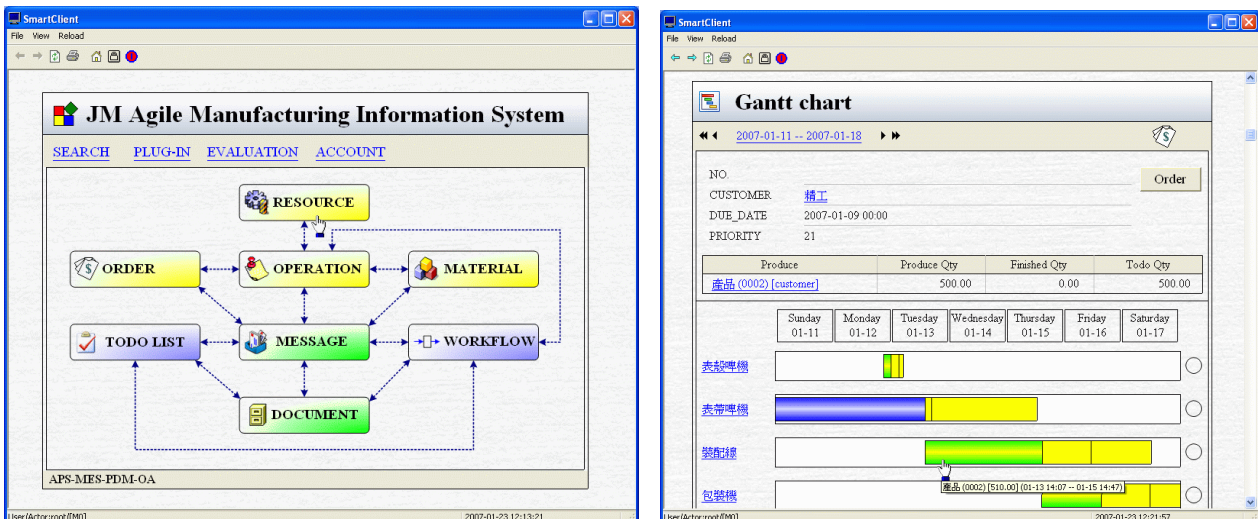 SmartClient
File View Reload
JM Agile Manufacturing Information System
SEARCH PLUG-IN EVALUATION ACCOUNT
RESOURCE
ORDER OPERATION MATERIAL
TODO LIST MESSAGE WORKFLOW
DOCUMENT
APS-MES-PDM-OA
User/Actor:root/[M0] 2007-01-23 12:13:21
SmartClient
File View Reload
Gantt chart
2007-01-11 -- 2007-01-18
NO. Order
CUSTOMER 精工
DUE_DATE 2007-01-09 00:00
PRIORITY 21
Produce Produce Qty Finished Qty Todo Qty
產品 (0002) [customer] 500.00 0.00 500.00
Sunday Monday Tuesday Wednesday Thursday Friday Saturday
01-11 01-12 01-13 01-14 01-15 01-16 01-17
表殼啤機
表帶啤機
裝配線
產品 (0002) [510.00] (01-13 14:07 -- 01-15 14:47)
包裝機
User/Actor:root/[M0] 2007-01-23 12:21:57